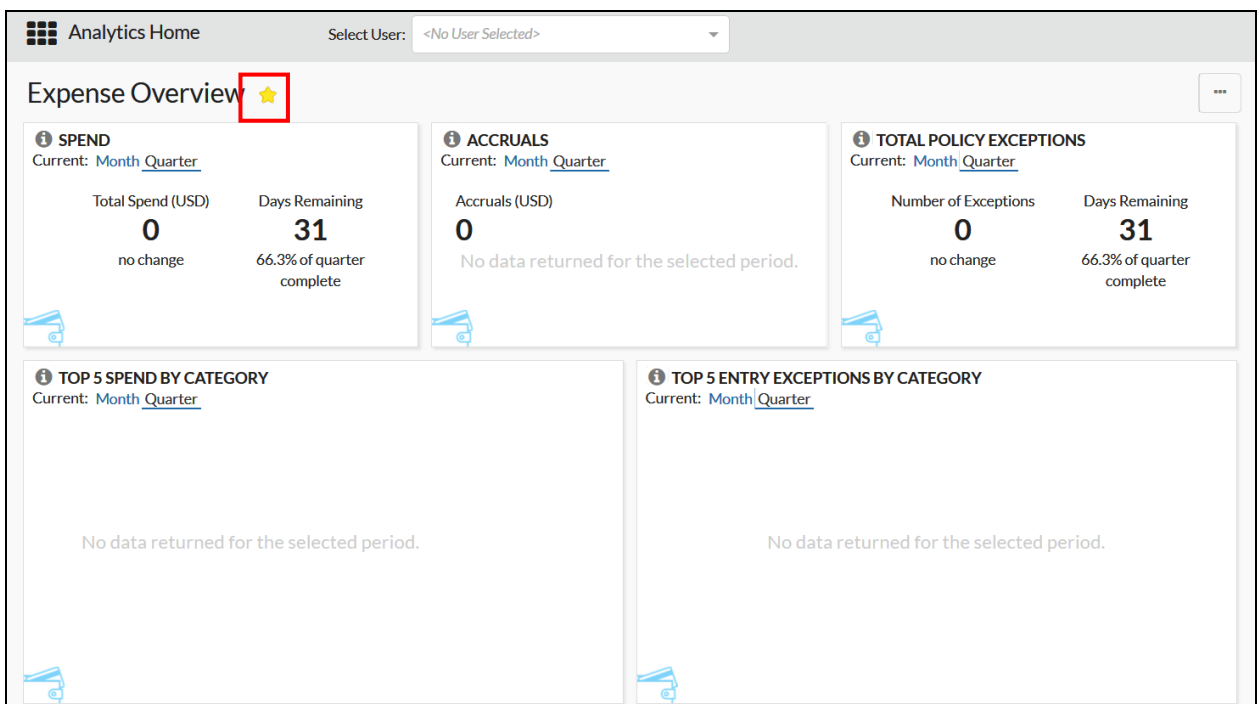 Analytics Home
Select User: <No User Selected>
Expense Overview
SPEND
Current: Month Quarter
Total Spend (USD)
0
no change
Days Remaining
31
66.3% of quarter
complete
ACCRUALS
Current: Month Quarter
Accruals (USD)
0
No data returned for the selected period.
TOTAL POLICY EXCEPTIONS
Current: Month Quarter
Number of Exceptions
0
no change
Days Remaining
31
66.3% of quarter
complete
TOP 5 SPEND BY CATEGORY
Current: Month Quarter
No data returned for the selected period.
TOP 5 ENTRY EXCEPTIONS BY CATEGORY
Current: Month Quarter
No data returned for the selected period.